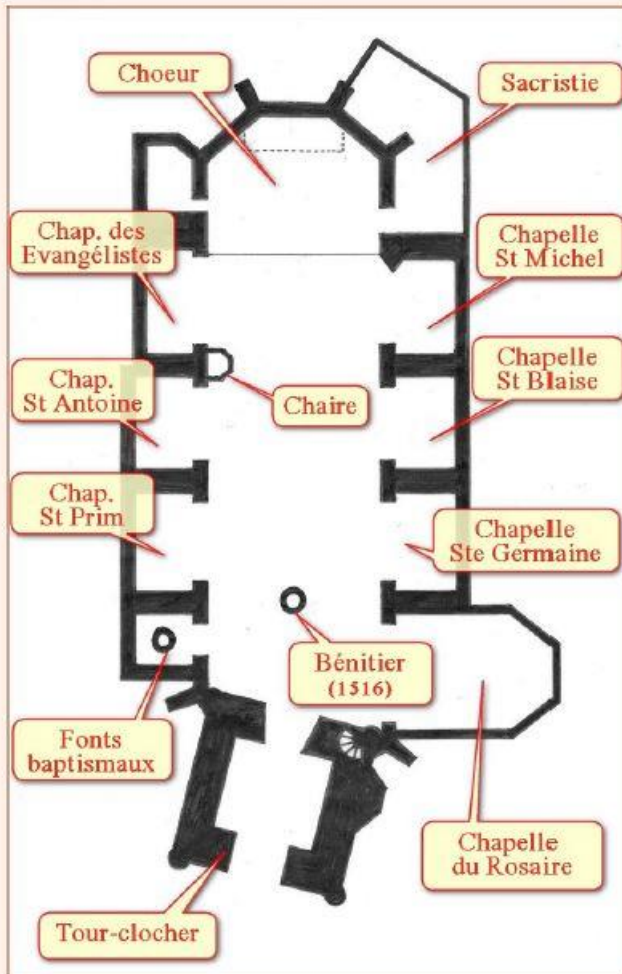 Choeur
Sacristie
Chap. des
Evangélistes
Chapelle
St Michel
Chap.
St Antoine
Chaire
Chapelle
St Blaise
Chap.
St Prim
Chapelle
Ste Germaine
Bénitier
(1516)
Fonts
baptismaux
Chapelle
du Rosaire
Tour-clocher